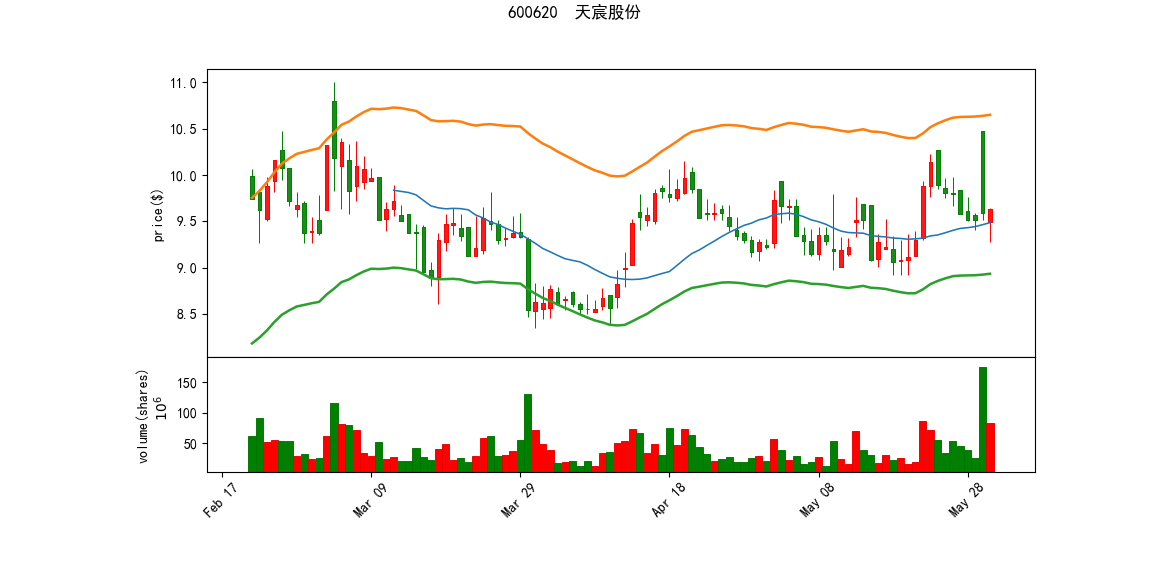 600620 天宸股份
price($)
11.0
10.5
10.0
9.5
9.0
8.5
volume(shares)
10^6
150
100
50
Feb 17
Mar 09
Mar 29
Apr 18
May 08
May 28